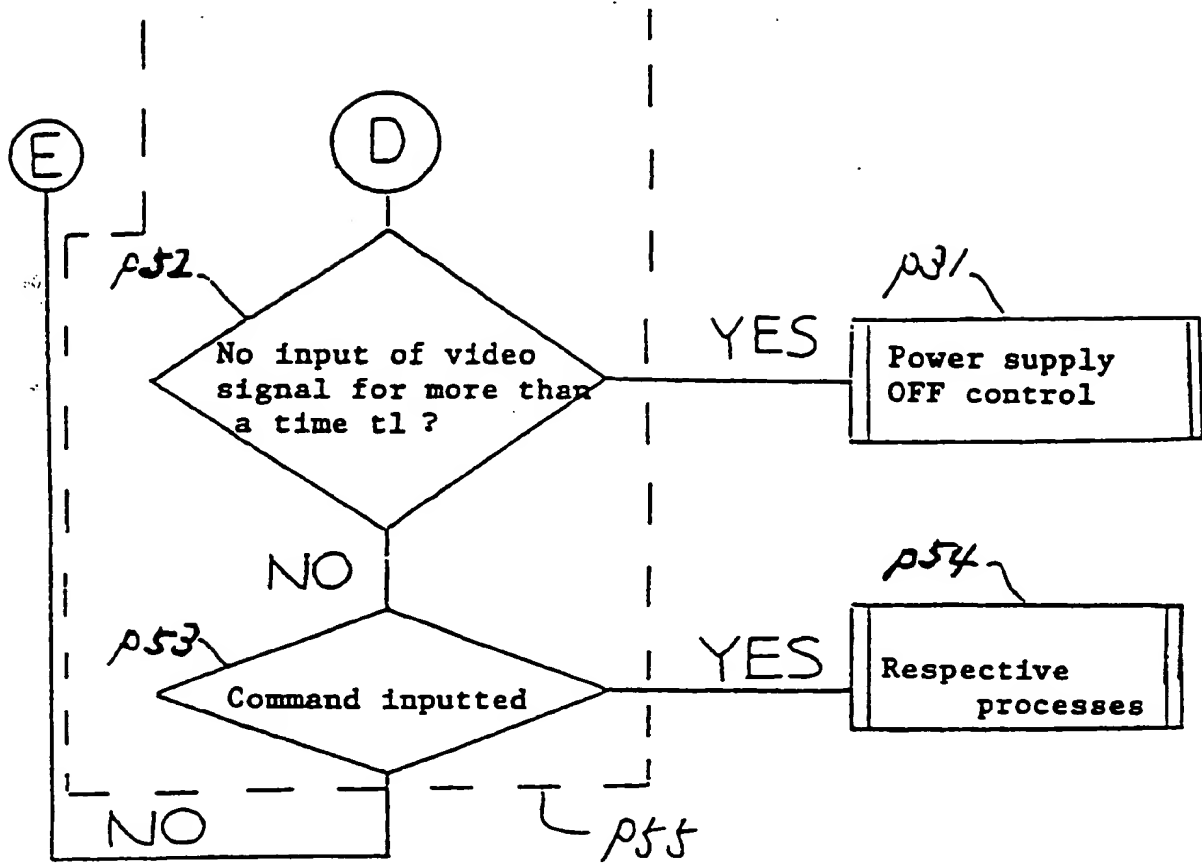 E
D
p52
p31
No input of video
signal for more than
a time t1 ?
YES
Power supply
OFF control
NO
p54
p53
YES
Command inputted
Respective
processes
NO
p55